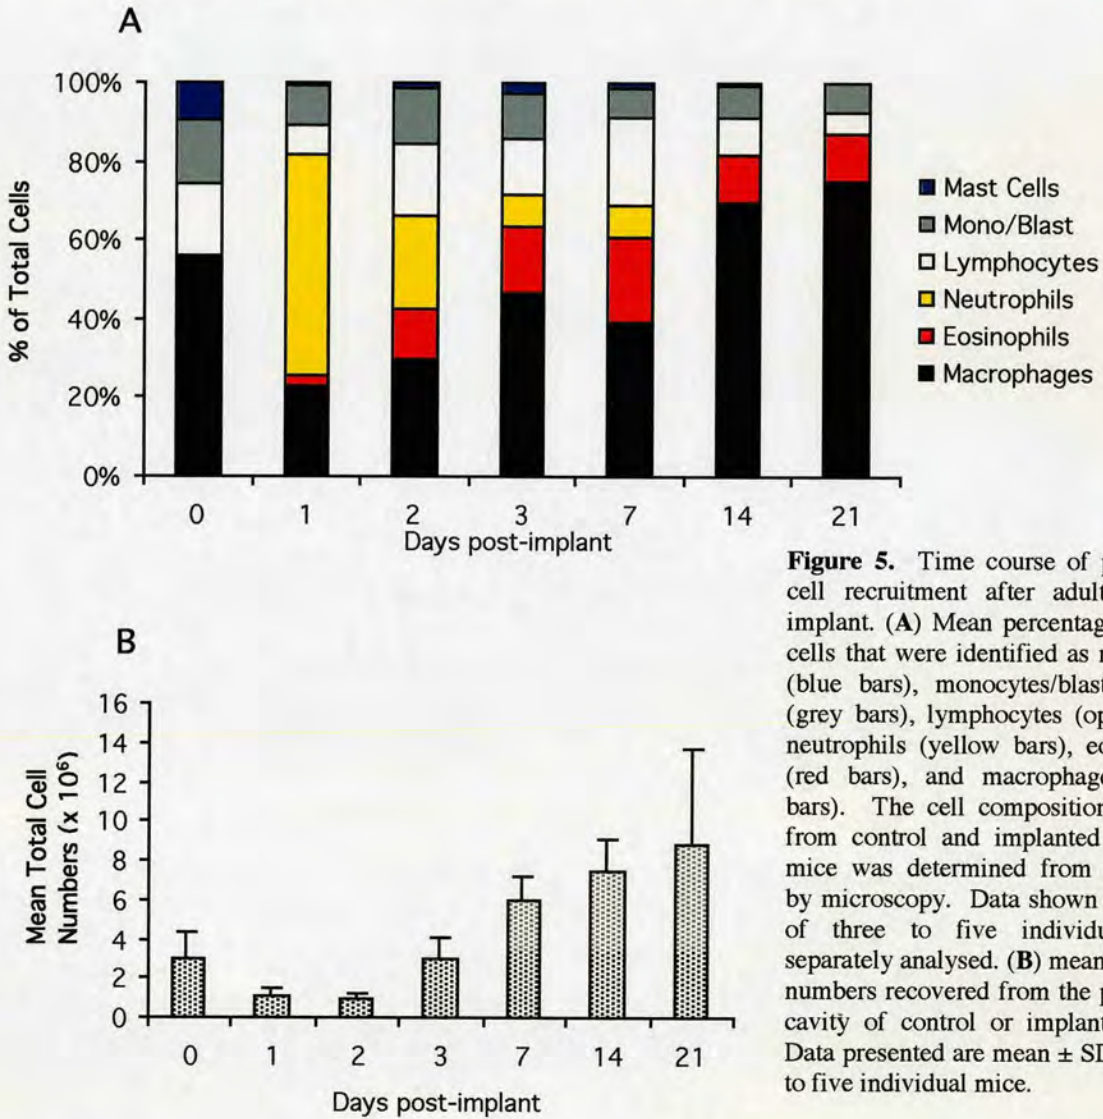 A
100%
80%
60%
40%
20%
0%
% of Total Cells
0 1 2 3 7 14 21
Days post-implant
Mast Cells
Mono/Blast
Lymphocytes
Neutrophils
Eosinophils
Macrophages
Figure 5. Time course of
cell recruitment after adult
implant. (A) Mean
cells that were identified as
(blue bars), monocytes/blast
(grey bars), lymphocytes
neutrophils (yellow bars),
(red bars), and
bars). The cell composition
from control and implanted
mice was determined from
by microscopy. Data shown
of three to five
separately analysed. (B) mean
numbers recovered from the
cavity of control or
Data presented are mean ± SD
to five individual mice.
B
16
14
12
10
8
6
4
2
0
Mean Total Cell
Numbers (x 10⁶)
0 1 2 3 7 14 21
Days post-implant